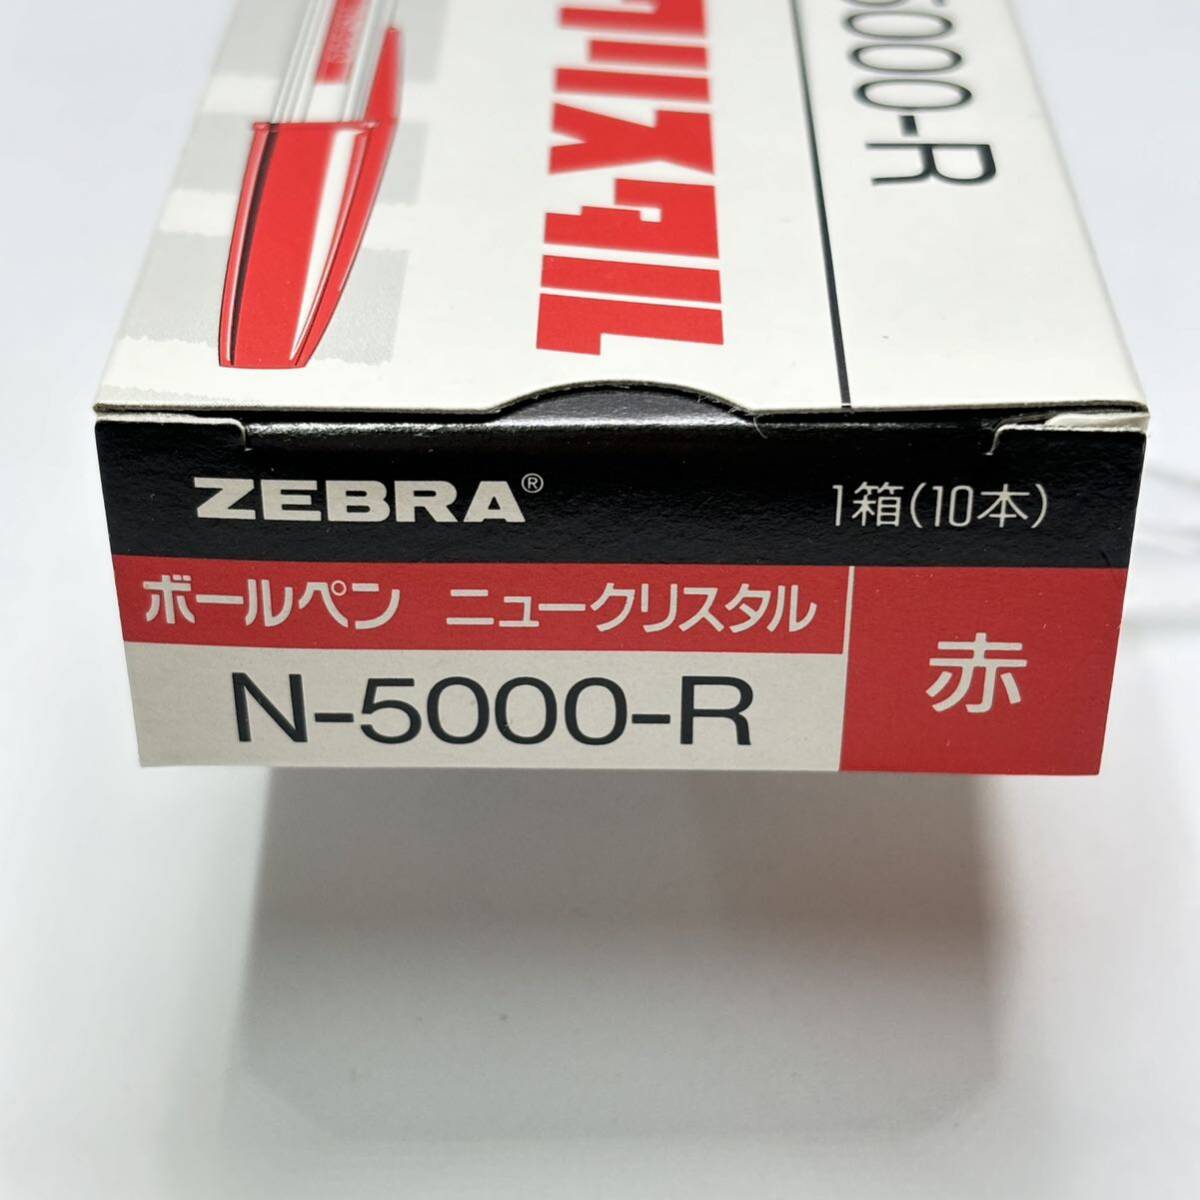 5000-R
ZEBRA®
1箱(10本)
ボールペン ニュークリスタル
赤
N-5000-R